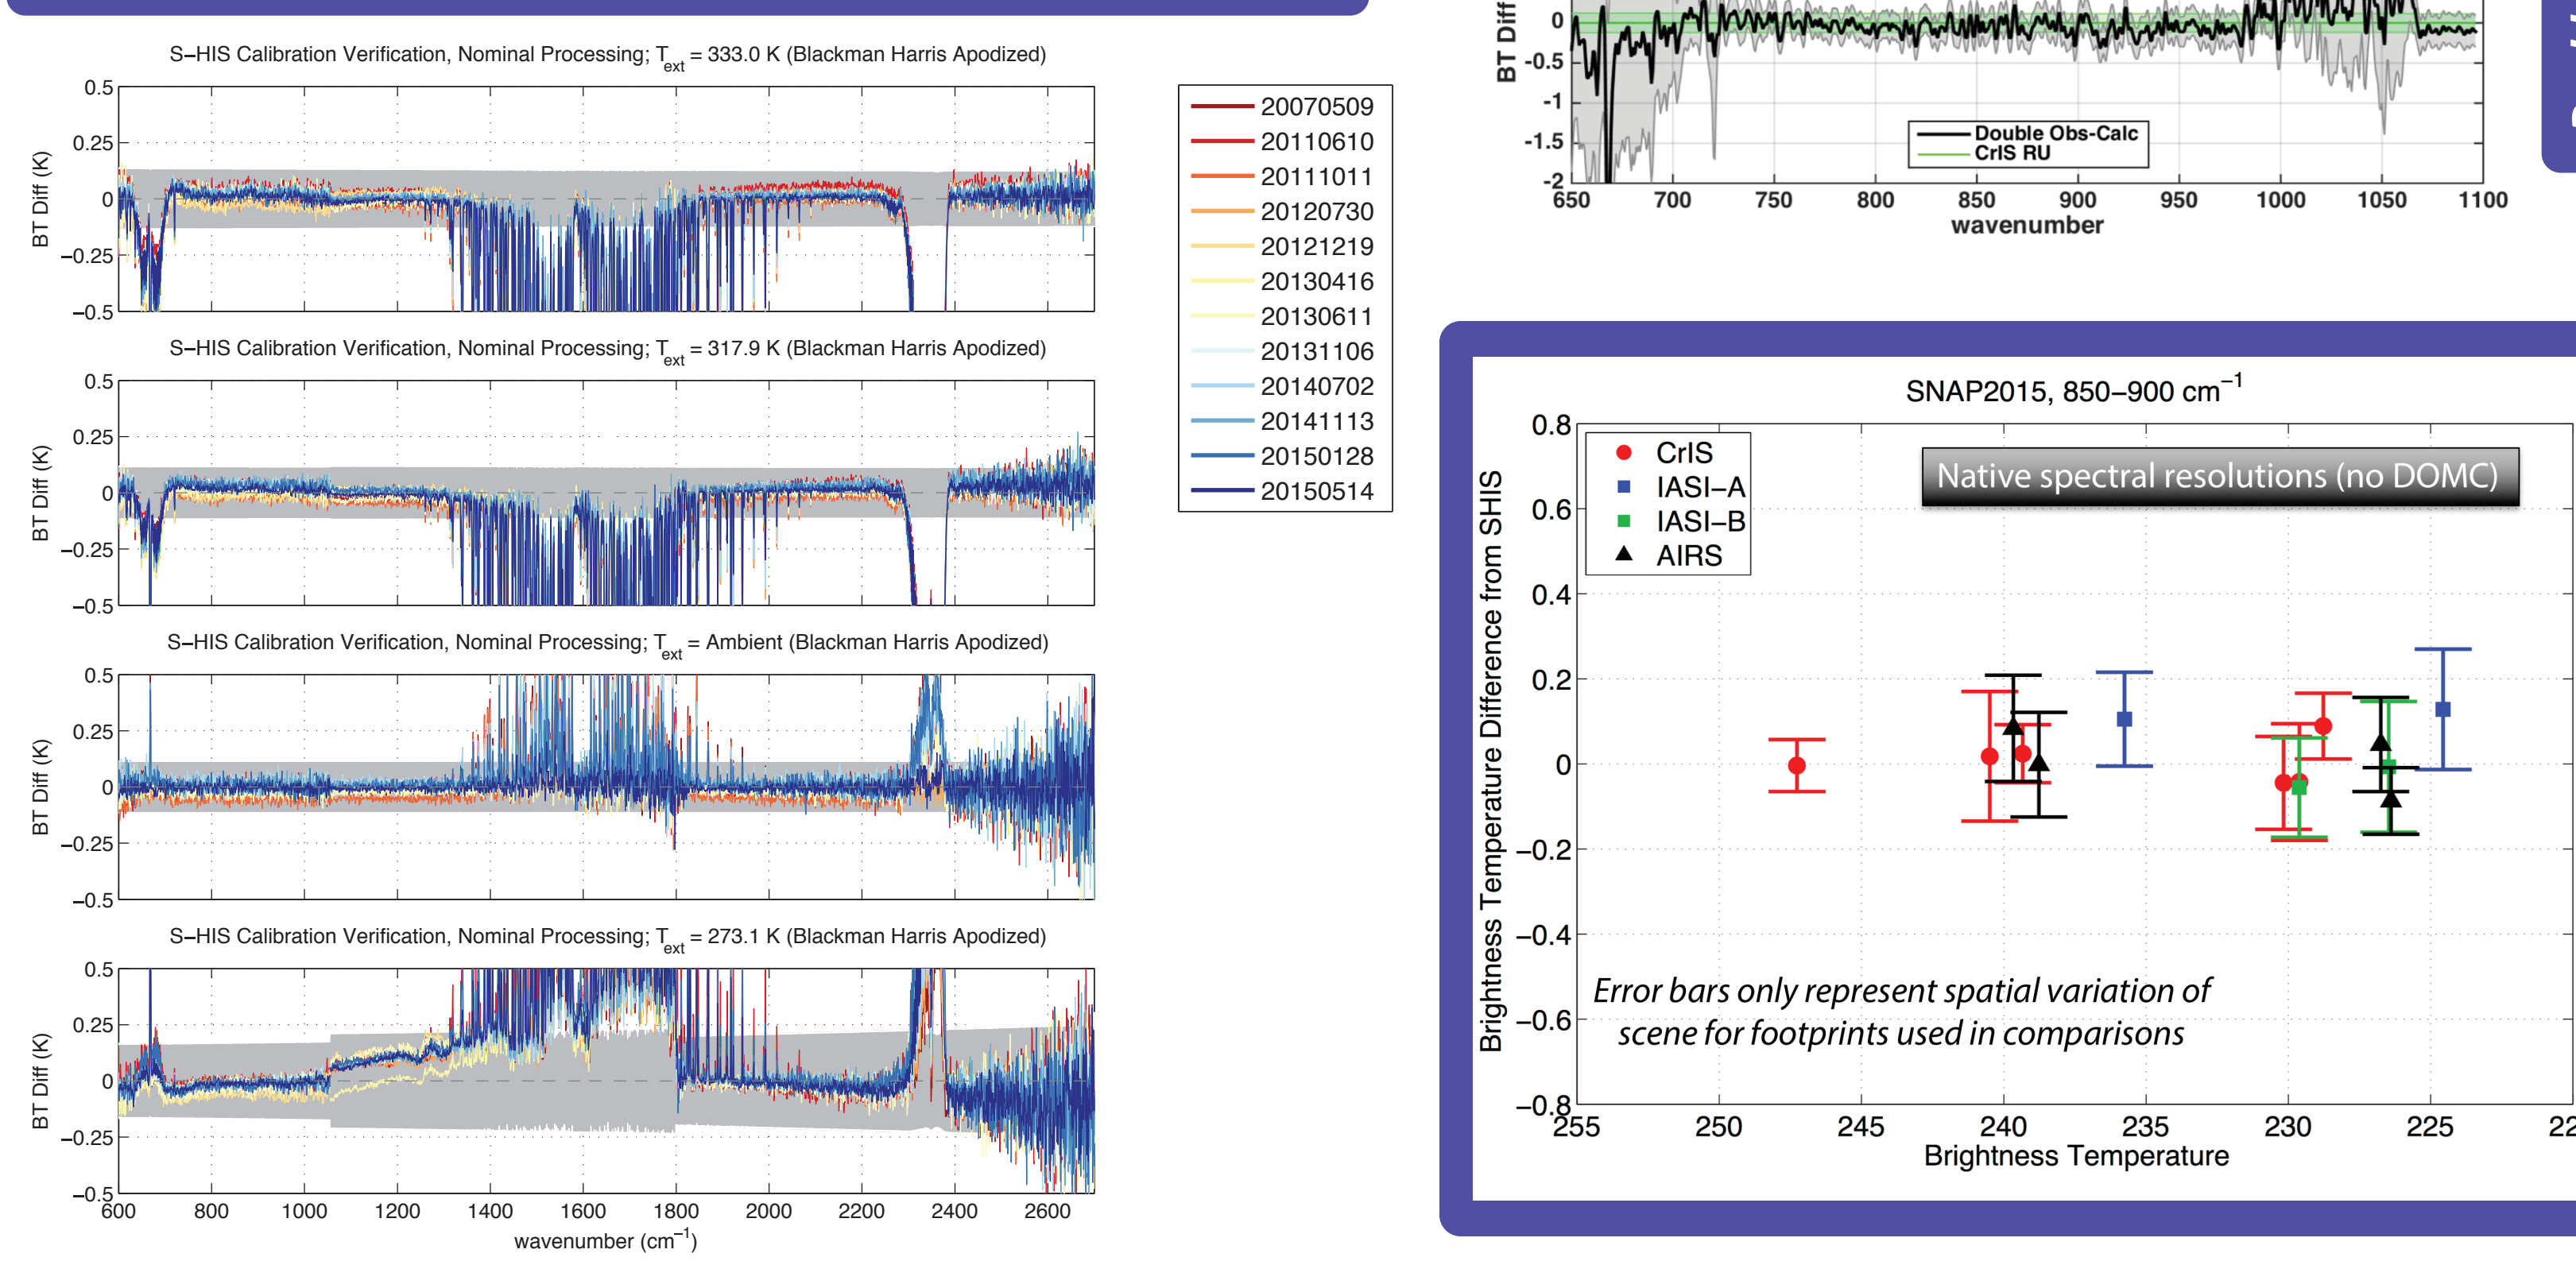 S–HIS Calibration Verification, Nominal Processing; T_ext = 333.0 K (Blackman Harris Apodized)
0.5
0.25
0
−0.25
−0.5
BT Diff (K)
S–HIS Calibration Verification, Nominal Processing; T_ext = 317.9 K (Blackman Harris Apodized)
0.5
0.25
0
−0.25
−0.5
BT Diff (K)
S–HIS Calibration Verification, Nominal Processing; T_ext = Ambient (Blackman Harris Apodized)
0.5
0.25
0
−0.25
−0.5
BT Diff (K)
S–HIS Calibration Verification, Nominal Processing; T_ext = 273.1 K (Blackman Harris Apodized)
0.5
0.25
0
−0.25
−0.5
BT Diff (K)
600 800 1000 1200 1400 1600 1800 2000 2200 2400 2600
wavenumber (cm⁻¹)
20070509
20110610
20111011
20120730
20121219
20130416
20130611
20131106
20140702
20141113
20150128
20150514
BT Diff
0
-0.5
-1
-1.5
-2
Double Obs-Calc
CrIS RU
650 700 750 800 850 900 950 1000 1050 1100
wavenumber
SNAP2015, 850–900 cm⁻¹
CrIS
IASI–A
IASI–B
AIRS
Native spectral resolutions (no DOMC)
Brightness Temperature Difference from SHIS
0.8
0.6
0.4
0.2
0
−0.2
−0.4
−0.6
−0.8
Error bars only represent spatial variation of
scene for footprints used in comparisons
255 250 245 240 235 230 225
Brightness Temperature